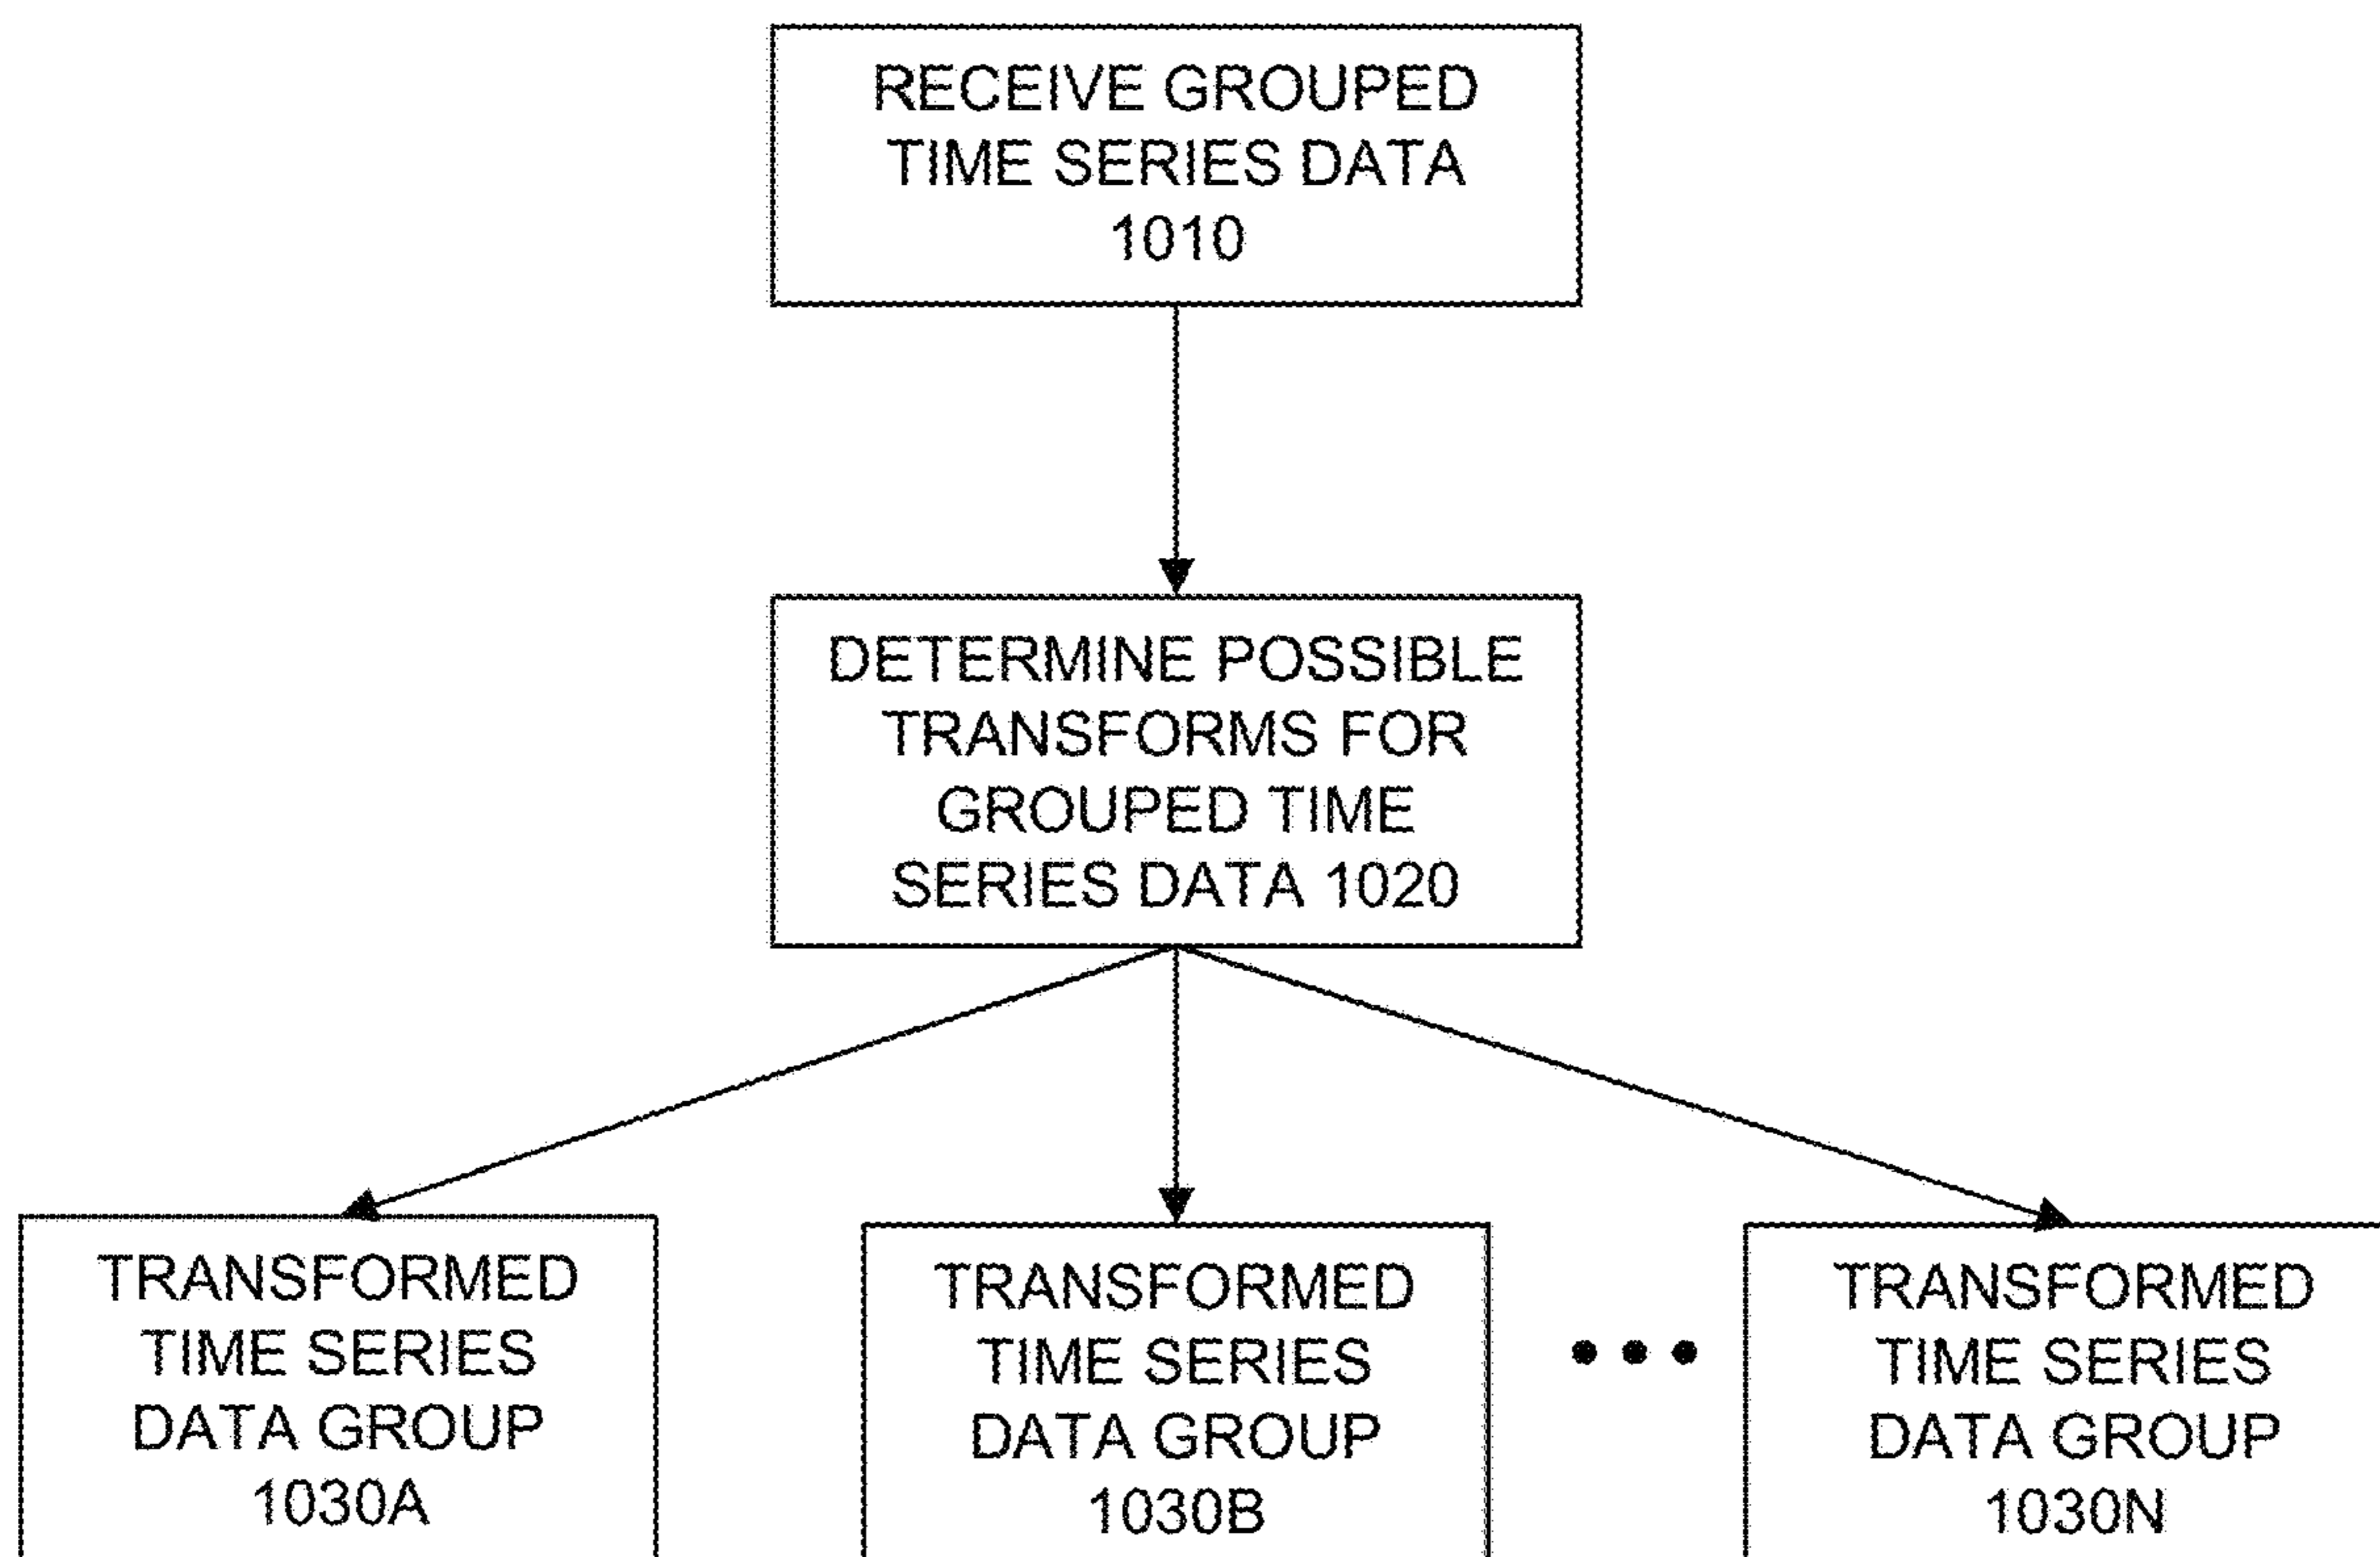 RECEIVE GROUPED
TIME SERIES DATA
1010
DETERMINE POSSIBLE
TRANSFORMS FOR
GROUPED TIME
SERIES DATA 1020
TRANSFORMED
TIME SERIES
DATA GROUP
1030A
TRANSFORMED
TIME SERIES
DATA GROUP
1030B
TRANSFORMED
TIME SERIES
DATA GROUP
1030N